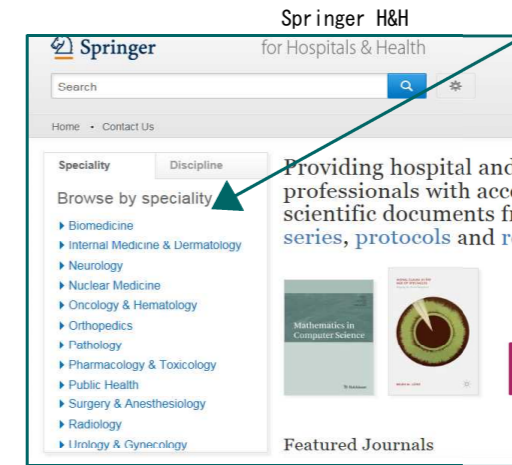 Springer H&H
Springer
for Hospitals & Health
Search
Home • Contact Us
Speciality
Discipline
Browse by speciality
Biomedicine
Internal Medicine & Dermatology
Neurology
Nuclear Medicine
Oncology & Hematology
Orthopedics
Pathology
Pharmacology & Toxicology
Public Health
Surgery & Anesthesiology
Radiology
Urology & Gynecology
Providing hospital and
professionals with acce
scientific documents fr
series, protocols and r
Mathematics in
Computer Science
Featured Journals